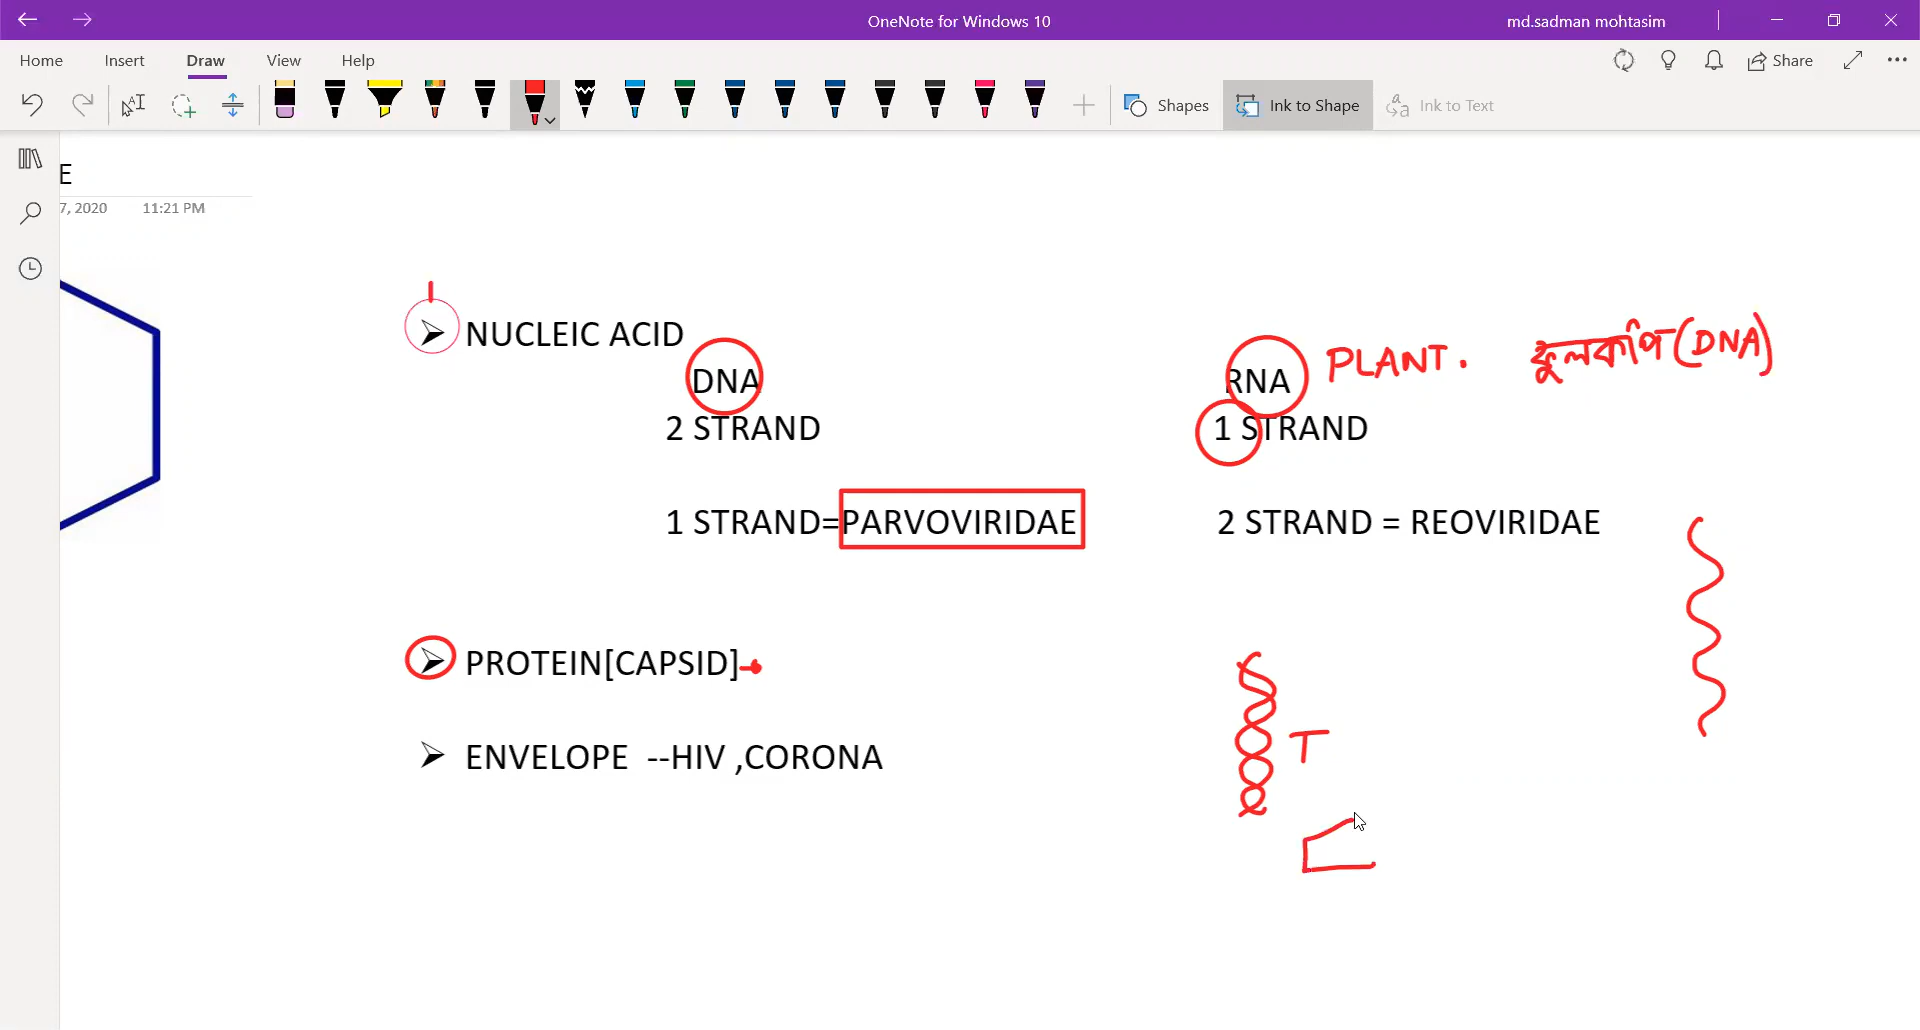 OneNote for Windows 10
md.sadman mohtasim
Home Insert Draw View Help
Share
Shapes Ink to Shape Ink to Text
E
7, 2020 11:21 PM
NUCLEIC ACID
DNA RNA PLANT. ফুলকপি (DNA)
2 STRAND 1 STRAND
1 STRAND=PARVOVIRIDAE 2 STRAND = REOVIRIDAE
PROTEIN[CAPSID]
ENVELOPE --HIV ,CORONA
T